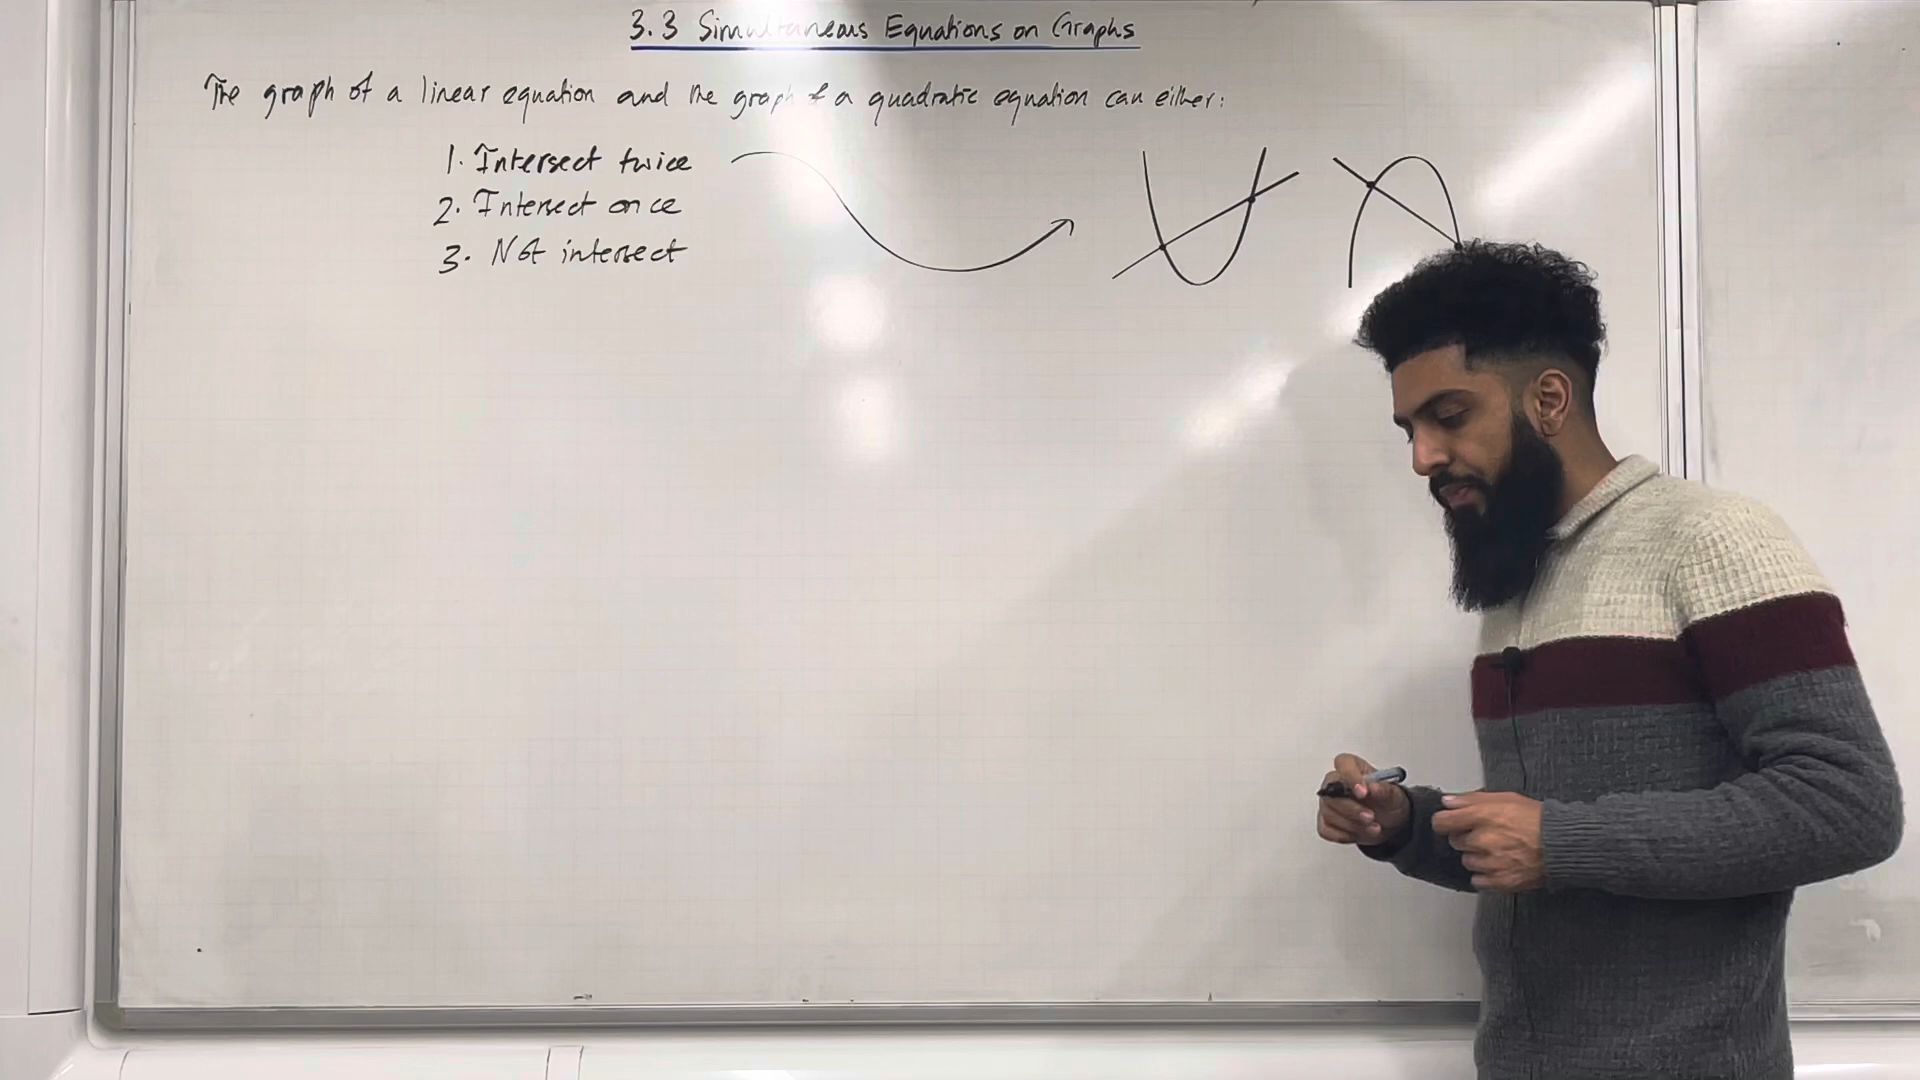 3.3 Simultaneous Equations on Graphs
The graph of a linear equation and the graph of a quadratic equation can either:
1. Intersect twice
2. Intersect once
3. Not intersect